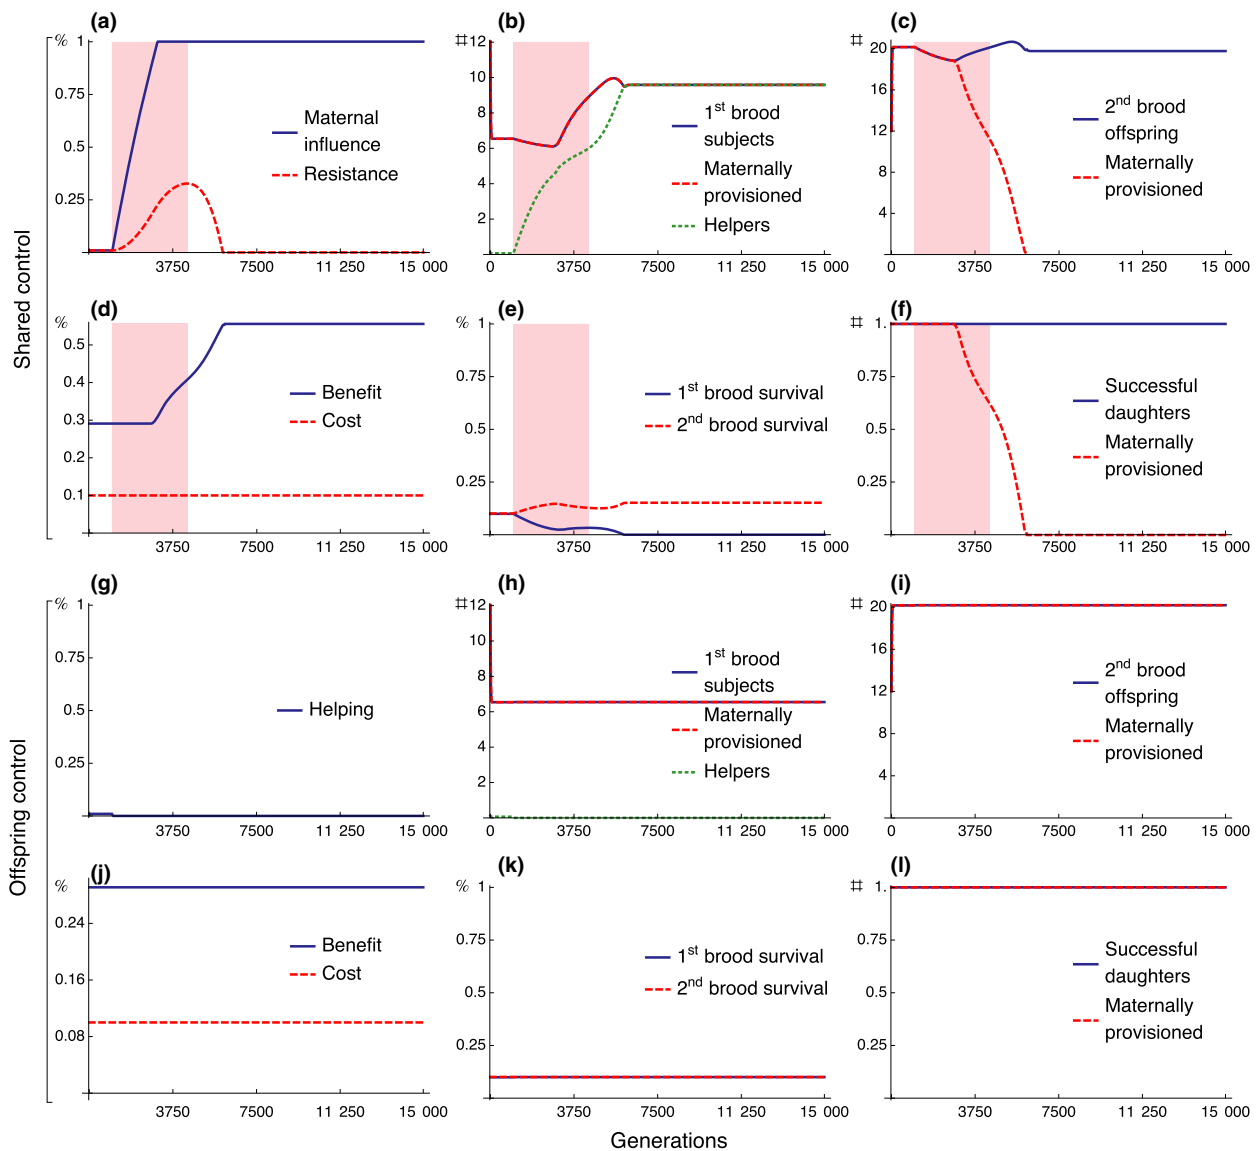 Shared control
(a)
%
1
0.75
0.5
0.25
Maternal
influence
Resistance
3750
7500
11 250
15 000
(b)
#
12
10
8
6
4
2
1st brood
subjects
Maternally
provisioned
Helpers
0
3750
7500
11 250
15 000
(c)
#
20
16
12
8
4
2nd brood
offspring
Maternally
provisioned
0
3750
7500
11 250
15 000
(d)
%
0.5
0.4
0.3
0.2
0.1
Benefit
Cost
3750
7500
11 250
15 000
(e)
%
1
0.75
0.5
0.25
1st brood survival
2nd brood survival
3750
7500
11 250
15 000
(f)
#
1.
0.75
0.5
0.25
Successful
daughters
Maternally
provisioned
3750
7500
11 250
15 000
Offspring control
(g)
%
1
0.75
0.5
0.25
Helping
3750
7500
11 250
15 000
(h)
#
12
10
8
6
4
2
1st brood
subjects
Maternally
provisioned
Helpers
0
3750
7500
11 250
15 000
(i)
#
20
16
12
8
4
2nd brood
offspring
Maternally
provisioned
0
3750
7500
11 250
15 000
(j)
%
0.24
0.16
0.08
Benefit
Cost
3750
7500
11 250
15 000
(k)
%
1
0.75
0.5
0.25
1st brood survival
2nd brood survival
3750
7500
11 250
15 000
(l)
#
1.
0.75
0.5
0.25
Successful
daughters
Maternally
provisioned
3750
7500
11 250
15 000
Generations